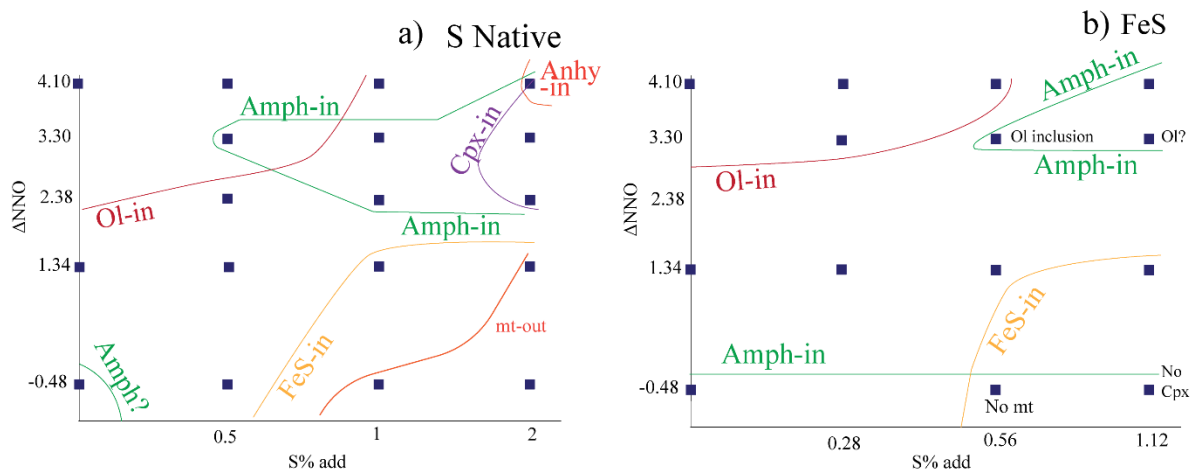 a) S Native
4.10
3.30
2.38
1.34
-0.48
ΔNNO
Amph-in
Anhy
-in
Cpx-in
Ol-in
Amph-in
Amph?
FeS-in
mt-out
0.5
1
2
S% add
b) FeS
4.10
3.30
2.38
1.34
-0.48
ΔNNO
Amph-in
Ol inclusion
Ol?
Amph-in
Ol-in
FeS-in
Amph-in
No
Cpx
No mt
0.28
0.56
1.12
S% add